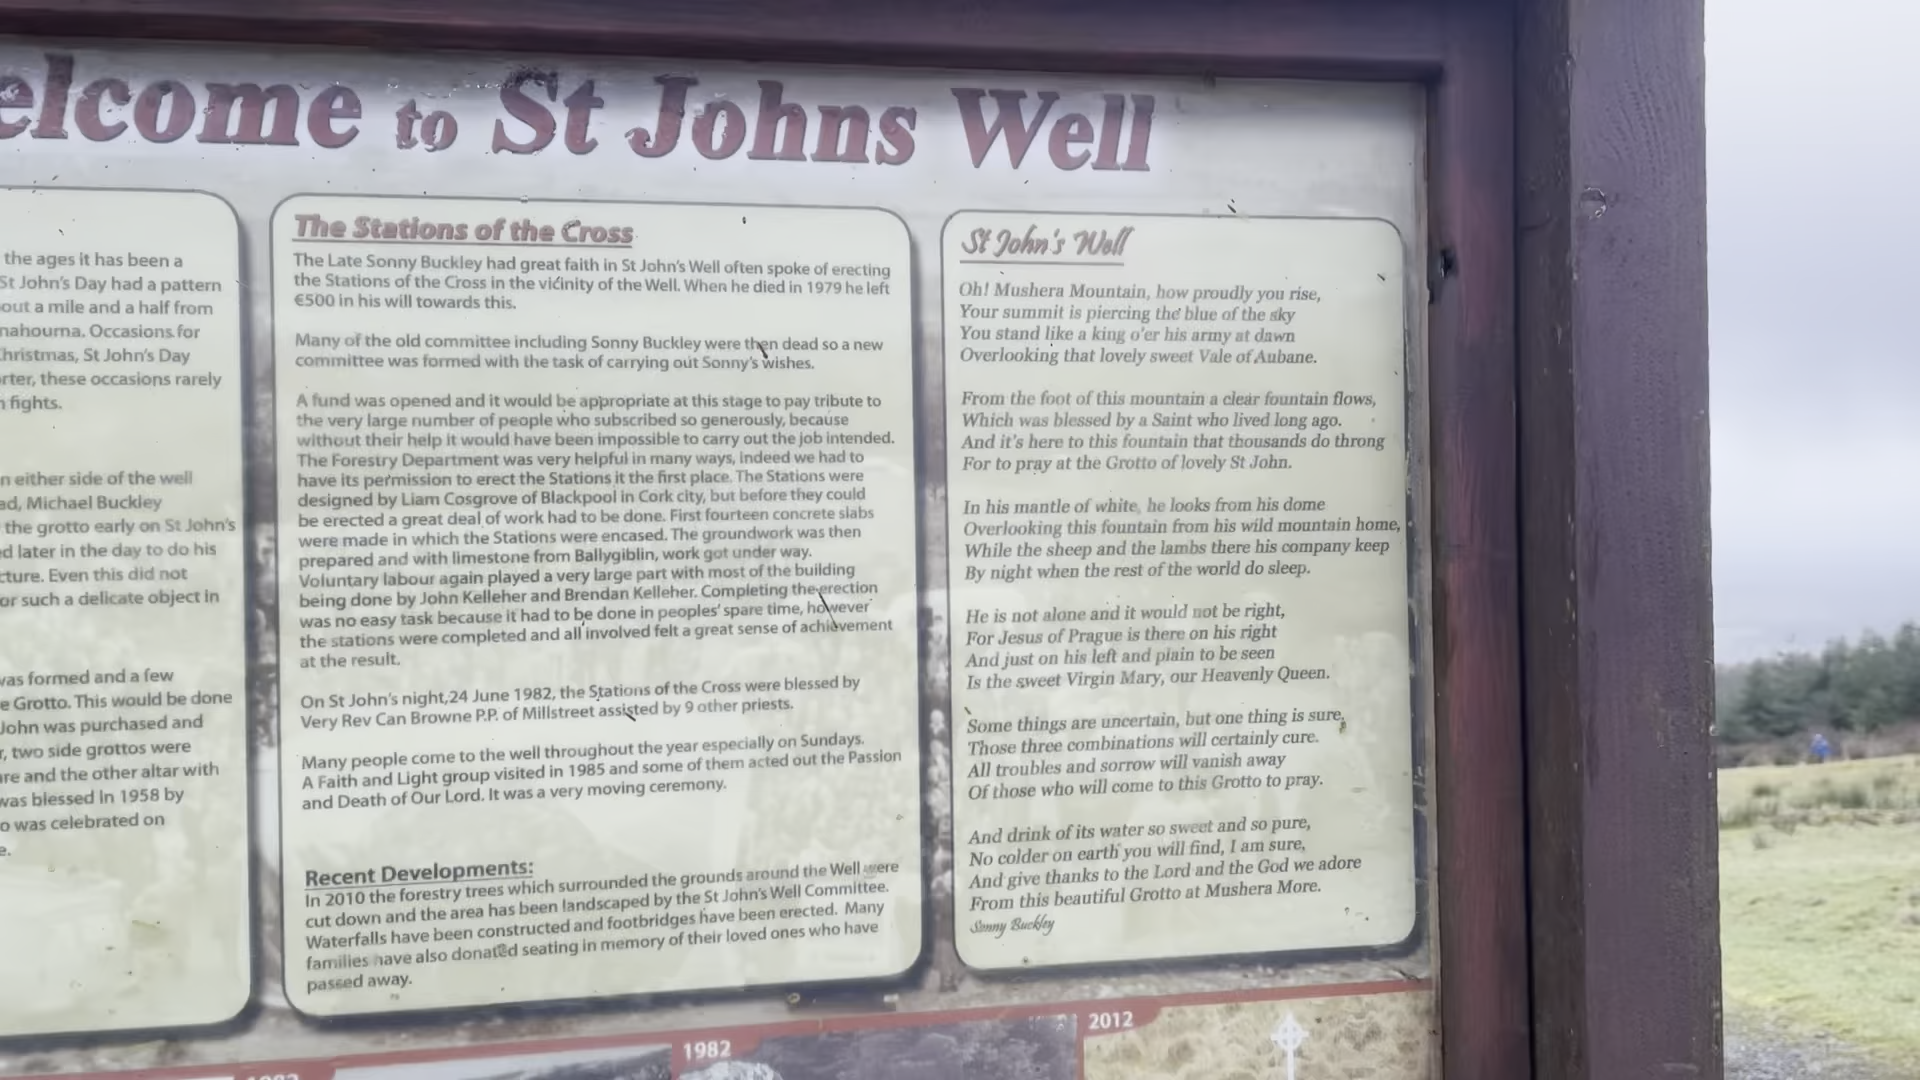 elcome to St Johns Well
the ages it has been a
St John's Day had a pattern
out a mile and a half from
nahourna. Occasions for
Christmas, St John's Day
rter, these occasions rarely
fights.
n either side of the well
ad, Michael Buckley
the grotto early on St John's
d later in the day to do his
cture. Even this did not
or such a delicate object in
was formed and a few
e Grotto. This would be done
John was purchased and
r, two side grottos were
are and the other altar with
was blessed In 1958 by
o was celebrated on
e.
The Stations of the Cross
The Late Sonny Buckley had great faith in St John's Well often spoke of erecting
the Stations of the Cross in the vicinity of the Well. When he died in 1979 he left
€500 in his will towards this.
Many of the old committee including Sonny Buckley were then dead so a new
committee was formed with the task of carrying out Sonny's wishes.
A fund was opened and it would be appropriate at this stage to pay tribute to
the very large number of people who subscribed so generously, because
without their help it would have been impossible to carry out the job intended.
The Forestry Department was very helpful in many ways, indeed we had to
have its permission to erect the Stations it the first place. The Stations were
designed by Liam Cosgrove of Blackpool in Cork city, but before they could
be erected a great deal of work had to be done. First fourteen concrete slabs
were made in which the Stations were encased. The groundwork was then
prepared and with limestone from Ballygiblin, work got under way.
Voluntary labour again played a very large part with most of the building
being done by John Kelleher and Brendan Kelleher. Completing the erection
was no easy task because it had to be done in peoples' spare time, however
the stations were completed and all involved felt a great sense of achievement
at the result.
On St John's night,24 June 1982, the Stations of the Cross were blessed by
Very Rev Can Browne P.P. of Millstreet assisted by 9 other priests.
Many people come to the well throughout the year especially on Sundays.
A Faith and Light group visited in 1985 and some of them acted out the Passion
and Death of Our Lord. It was a very moving ceremony.
Recent Developments:
In 2010 the forestry trees which surrounded the grounds around the Well were
cut down and the area has been landscaped by the St John's Well Committee.
Waterfalls have been constructed and footbridges have been erected. Many
families have also donated seating in memory of their loved ones who have
passed away.
St John's Well
Oh! Mushera Mountain, how proudly you rise,
Your summit is piercing the blue of the sky
You stand like a king o'er his army at dawn
Overlooking that lovely sweet Vale of Aubane.
From the foot of this mountain a clear fountain flows,
Which was blessed by a Saint who lived long ago.
And it's here to this fountain that thousands do throng
For to pray at the Grotto of lovely St John.
In his mantle of white, he looks from his dome
Overlooking this fountain from his wild mountain home,
While the sheep and the lambs there his company keep
By night when the rest of the world do sleep.
He is not alone and it would not be right,
For Jesus of Prague is there on his right
And just on his left and plain to be seen
Is the sweet Virgin Mary, our Heavenly Queen.
Some things are uncertain, but one thing is sure,
Those three combinations will certainly cure.
All troubles and sorrow will vanish away
Of those who will come to this Grotto to pray.
And drink of its water so sweet and so pure,
No colder on earth you will find, I am sure,
And give thanks to the Lord and the God we adore
From this beautiful Grotto at Mushera More.
Sonny Buckley
1982
2012